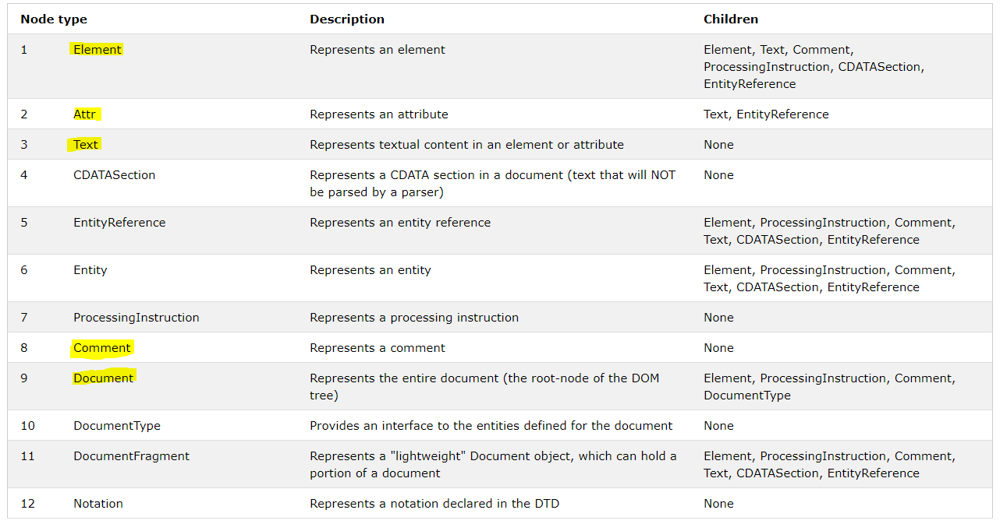 Node type Description Children
1 Element Represents an element Element, Text, Comment,
ProcessingInstruction, CDATASection,
EntityReference
2 Attr Represents an attribute Text, EntityReference
3 Text Represents textual content in an element or attribute None
4 CDATASection Represents a CDATA section in a document (text that will NOT None
be parsed by a parser)
5 EntityReference Represents an entity reference Element, ProcessingInstruction, Comment,
Text, CDATASection, EntityReference
6 Entity Represents an entity Element, ProcessingInstruction, Comment,
Text, CDATASection, EntityReference
7 ProcessingInstruction Represents a processing instruction None
8 Comment Represents a comment None
9 Document Represents the entire document (the root-node of the DOM Element, ProcessingInstruction, Comment,
tree) DocumentType
10 DocumentType Provides an interface to the entities defined for the document None
11 DocumentFragment Represents a "lightweight" Document object, which can hold a Element, ProcessingInstruction, Comment,
portion of a document Text, CDATASection, EntityReference
12 Notation Represents a notation declared in the DTD None